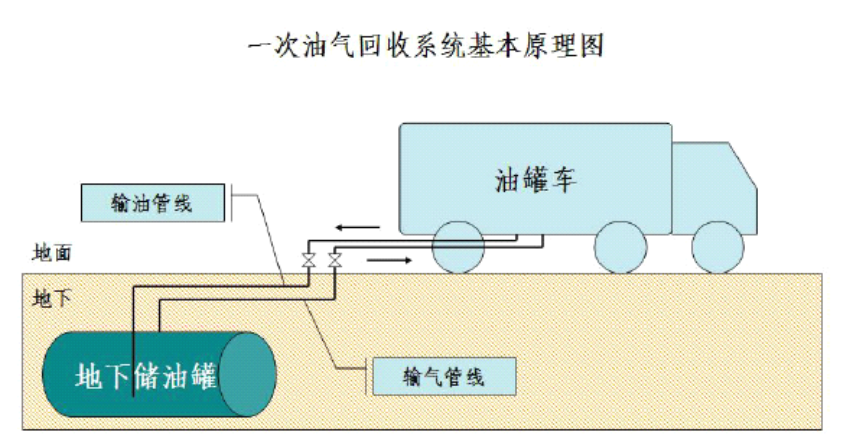 一次油气回收系统基本原理图
油罐车
输油管线
地面
地下
地下储油罐
输气管线